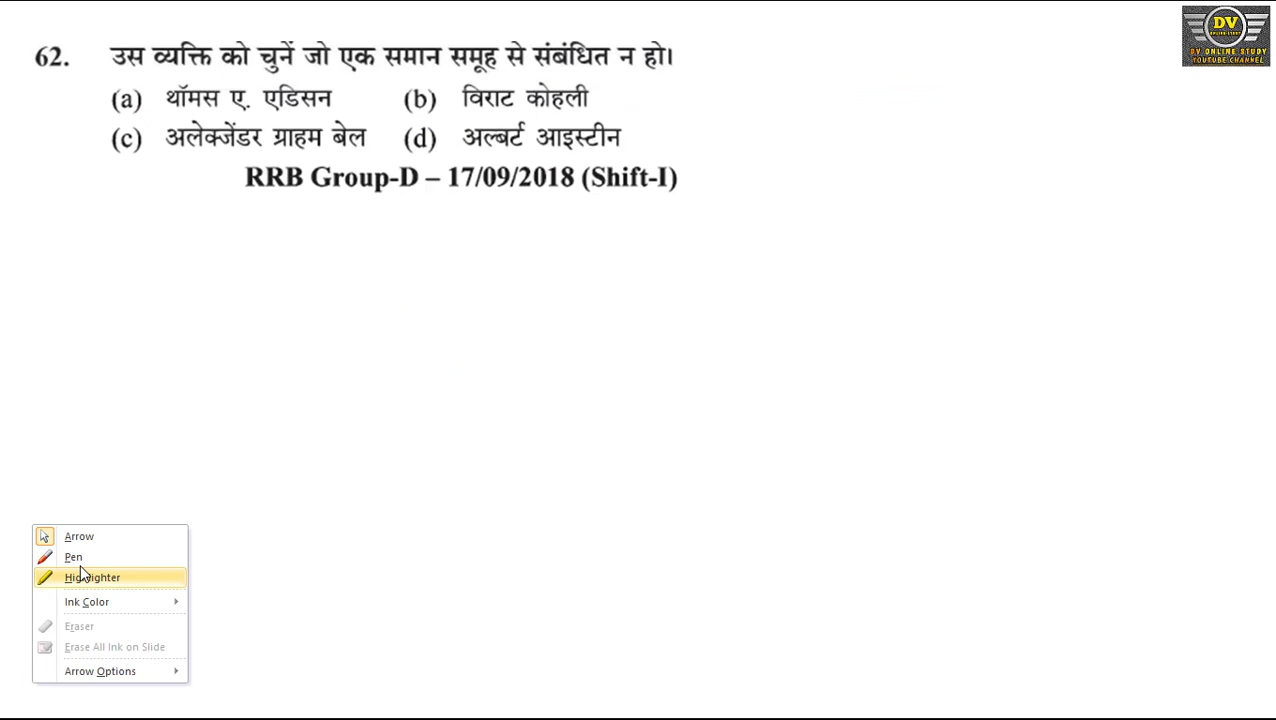 DV
ONLINE STUDY
DV ONLINE STUDY
YOUTUBE CHANNEL
62. उस व्यक्ति को चुनें जो एक समान समूह से संबंधित न हो।
(a) थॉमस ए. एडिसन (b) विराट कोहली
(c) अलेक्जेंडर ग्राहम बेल (d) अल्बर्ट आइस्टीन
RRB Group-D – 17/09/2018 (Shift-I)
Arrow
Pen
Highlighter
Ink Color
Eraser
Erase All Ink on Slide
Arrow Options